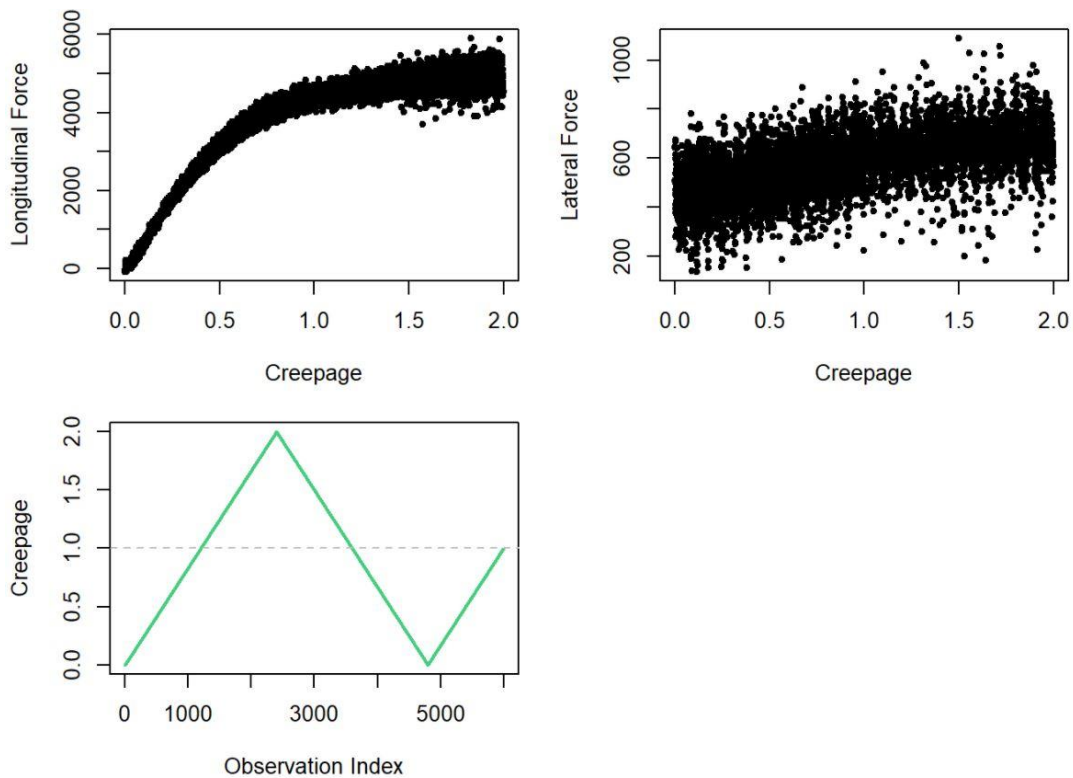 Longitudinal Force
0 2000 4000 6000
0.0 0.5 1.0 1.5 2.0
Creepage
Lateral Force
200 600 1000
0.0 0.5 1.0 1.5 2.0
Creepage
Creepage
0.0 0.5 1.0 1.5 2.0
0 1000 3000 5000
Observation Index